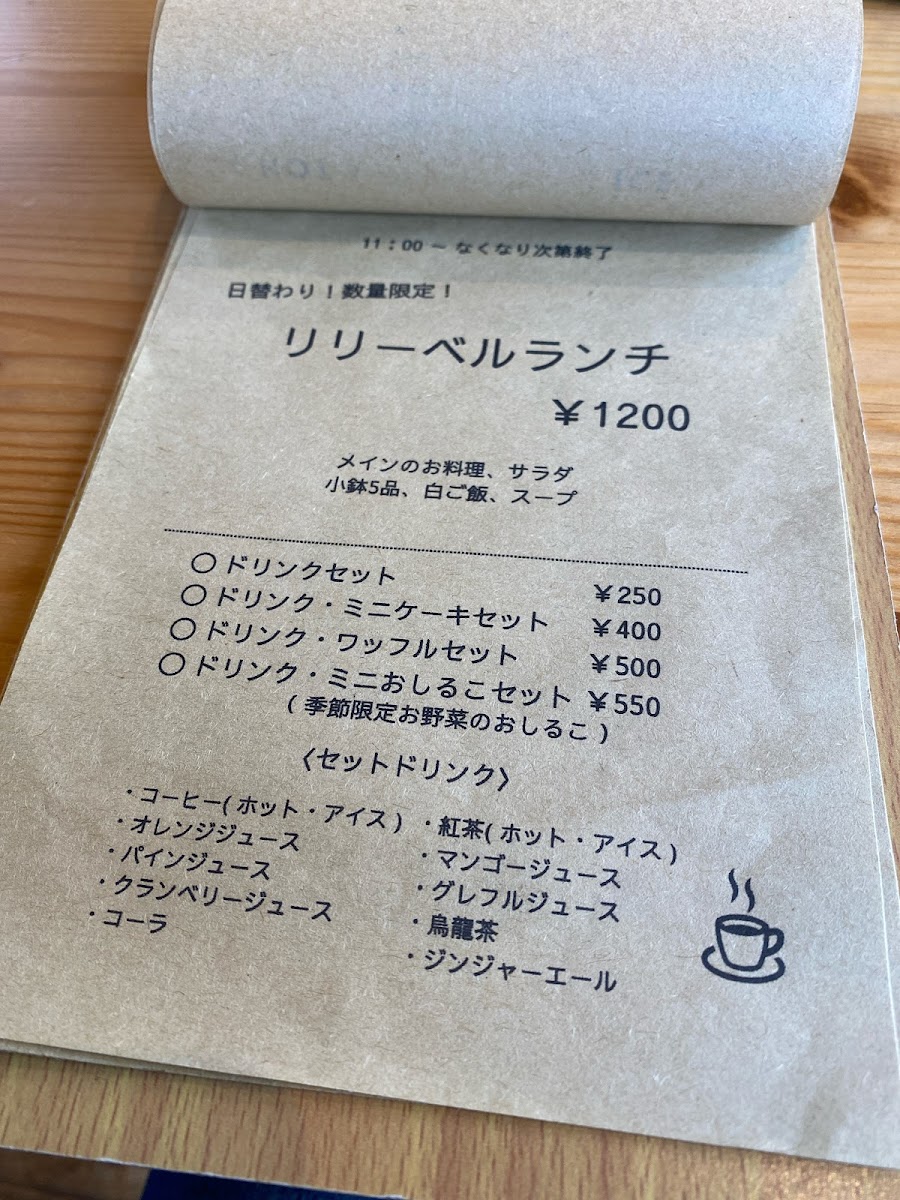 11：00 ～ なくなり次第終了
日替わり！数量限定！
リリーベルランチ
￥1200
メインのお料理、サラダ
小鉢5品、白ご飯、スープ
〇 ドリンクセット ￥250
〇 ドリンク・ミニケーキセット ￥400
〇 ドリンク・ワッフルセット ￥500
〇 ドリンク・ミニおしるこセット ￥550
( 季節限定お野菜のおしるこ )
〈セットドリンク〉
・コーヒー( ホット・アイス )
・オレンジジュース
・パインジュース
・クランベリージュース
・コーラ
・紅茶( ホット・アイス )
・マンゴージュース
・グレフルジュース
・烏龍茶
・ジンジャーエール